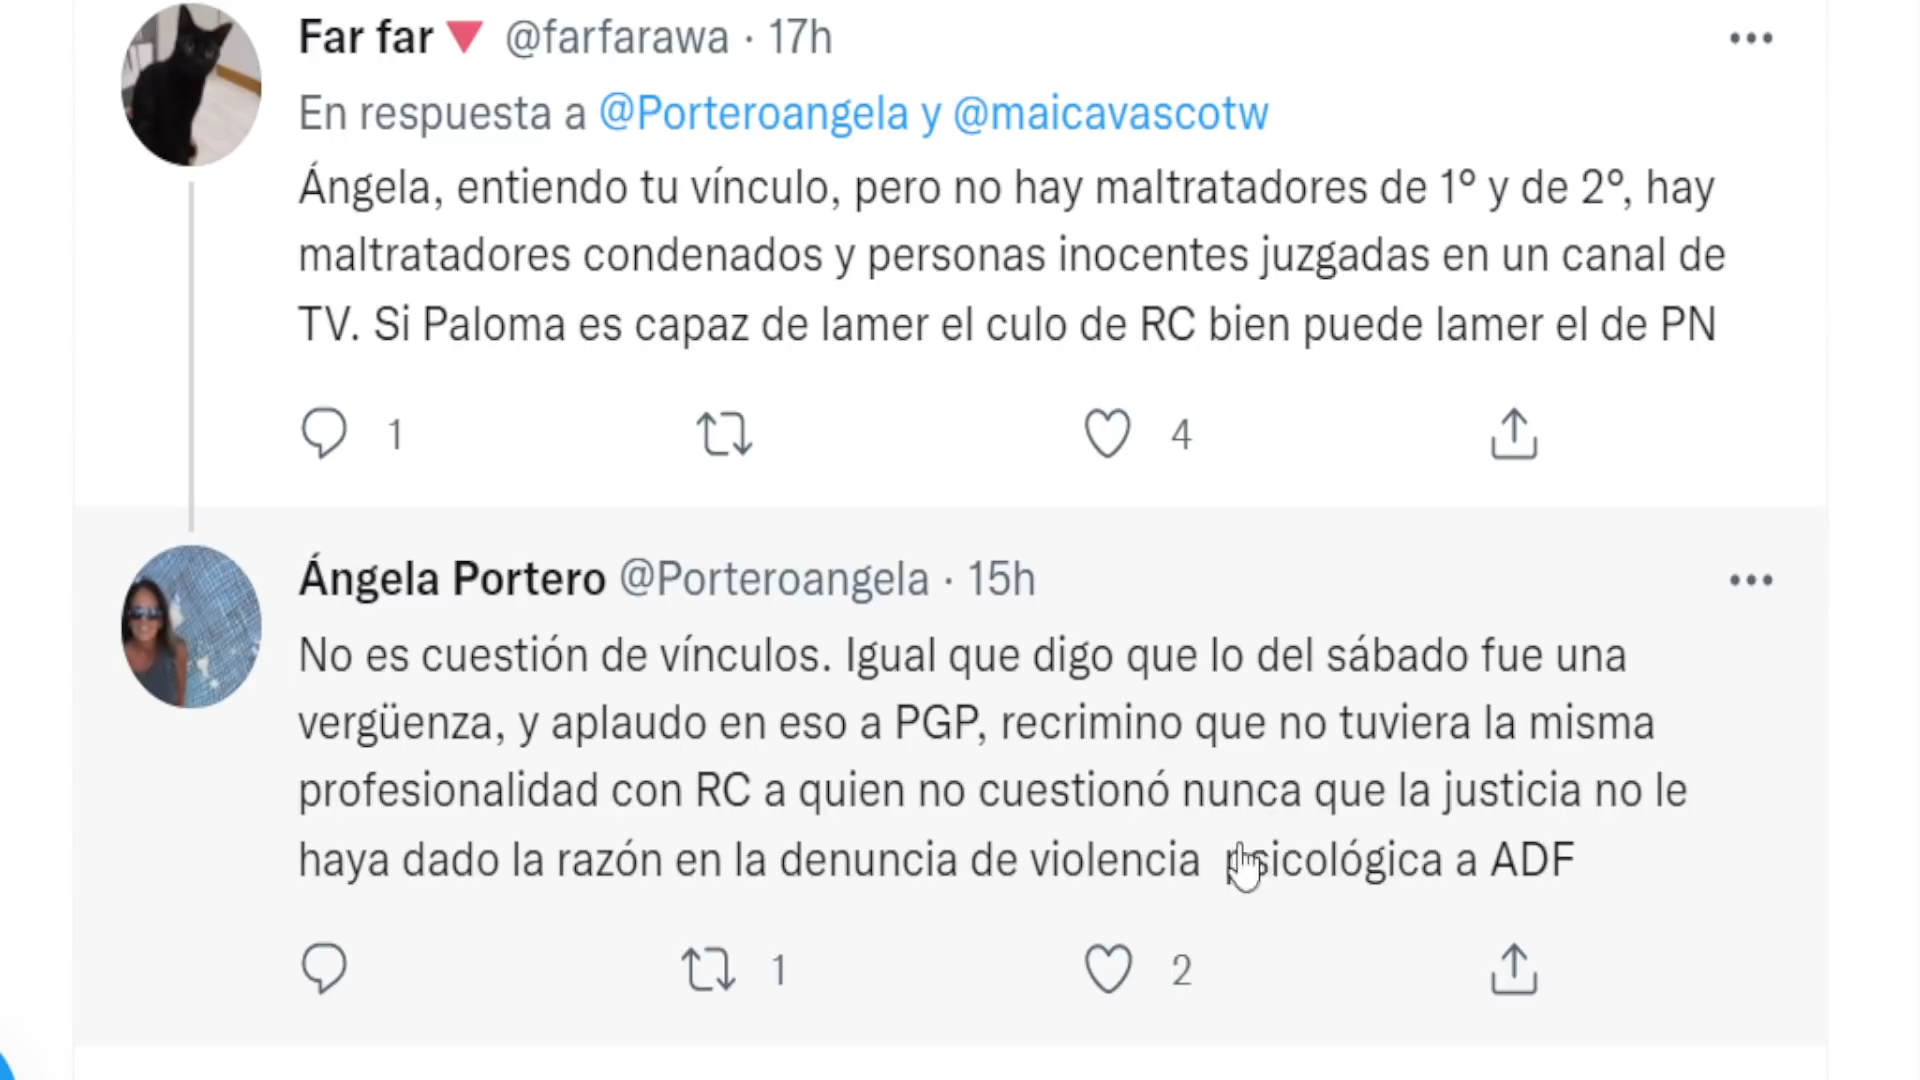 Far far @farfarawa · 17h
En respuesta a @Porteroangela y @maicavascotw
Ángela, entiendo tu vínculo, pero no hay maltratadores de 1º y de 2º, hay
maltratadores condenados y personas inocentes juzgadas en un canal de
TV. Si Paloma es capaz de lamer el culo de RC bien puede lamer el de PN
1 4
Ángela Portero @Porteroangela · 15h
No es cuestión de vínculos. Igual que digo que lo del sábado fue una
vergüenza, y aplaudo en eso a PGP, recrimino que no tuviera la misma
profesionalidad con RC a quien no cuestionó nunca que la justicia no le
haya dado la razón en la denuncia de violencia psicológica a ADF
1 2